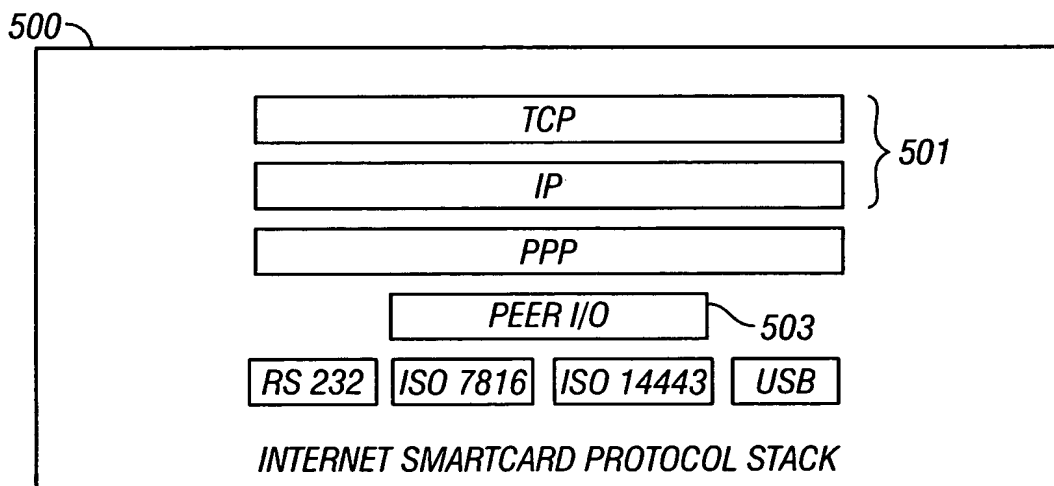 500
TCP
501
IP
PPP
PEER I/O
503
RS 232 ISO 7816 ISO 14443 USB
INTERNET SMARTCARD PROTOCOL STACK